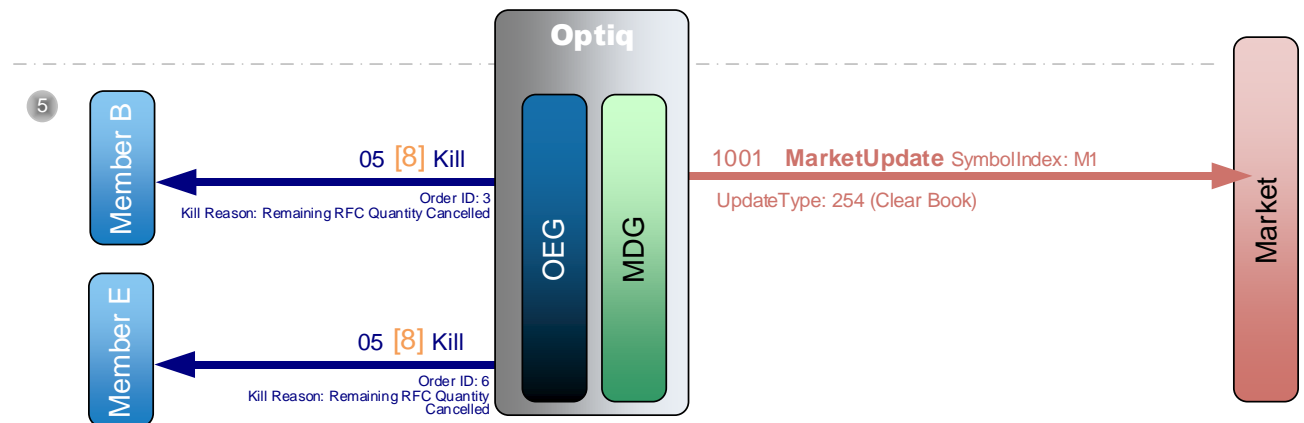 Optiq
5
Member B
05 [8] Kill
Order ID: 3
Kill Reason: Remaining RFC Quantity Cancelled
OEG
MDG
1001 MarketUpdate SymbolIndex: M1
UpdateType: 254 (Clear Book)
Market
Member E
05 [8] Kill
Order ID: 6
Kill Reason: Remaining RFC Quantity
Cancelled